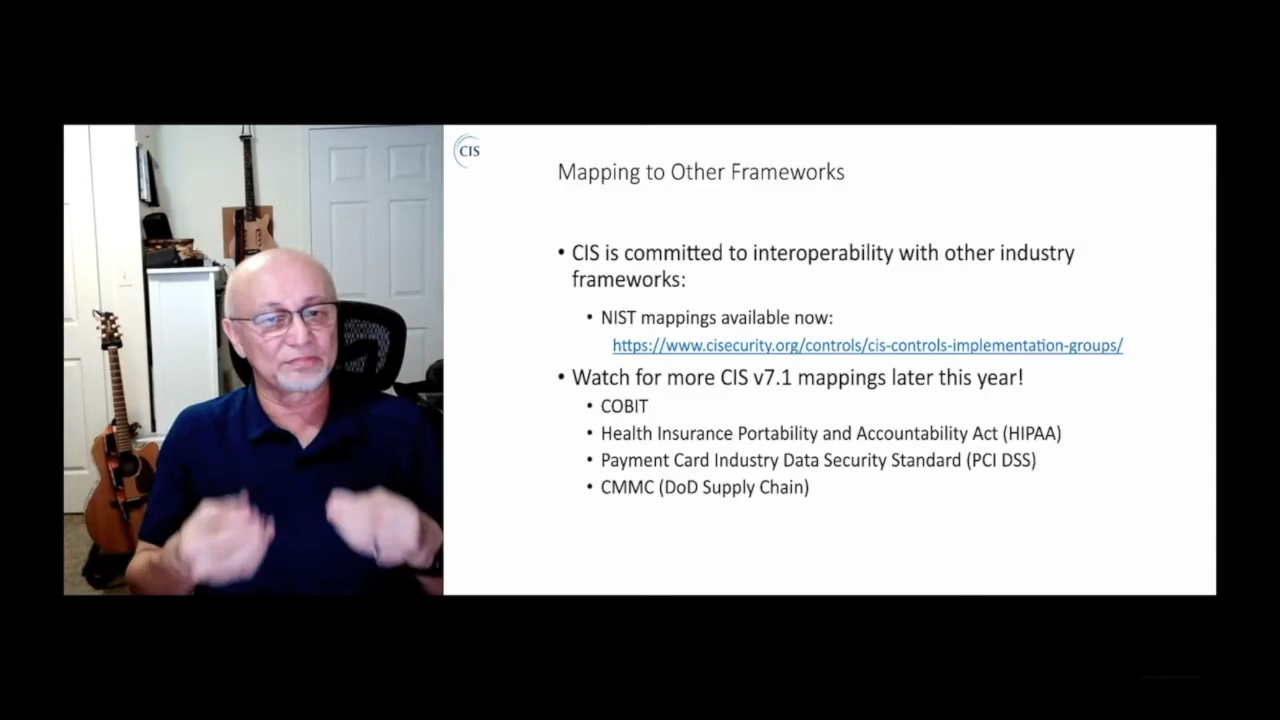 CIS
Mapping to Other Frameworks
• CIS is committed to interoperability with other industry
frameworks:
• NIST mappings available now:
https://www.cisecurity.org/controls/cis-controls-implementation-groups/
• Watch for more CIS v7.1 mappings later this year!
• COBIT
• Health Insurance Portability and Accountability Act (HIPAA)
• Payment Card Industry Data Security Standard (PCI DSS)
• CMMC (DoD Supply Chain)